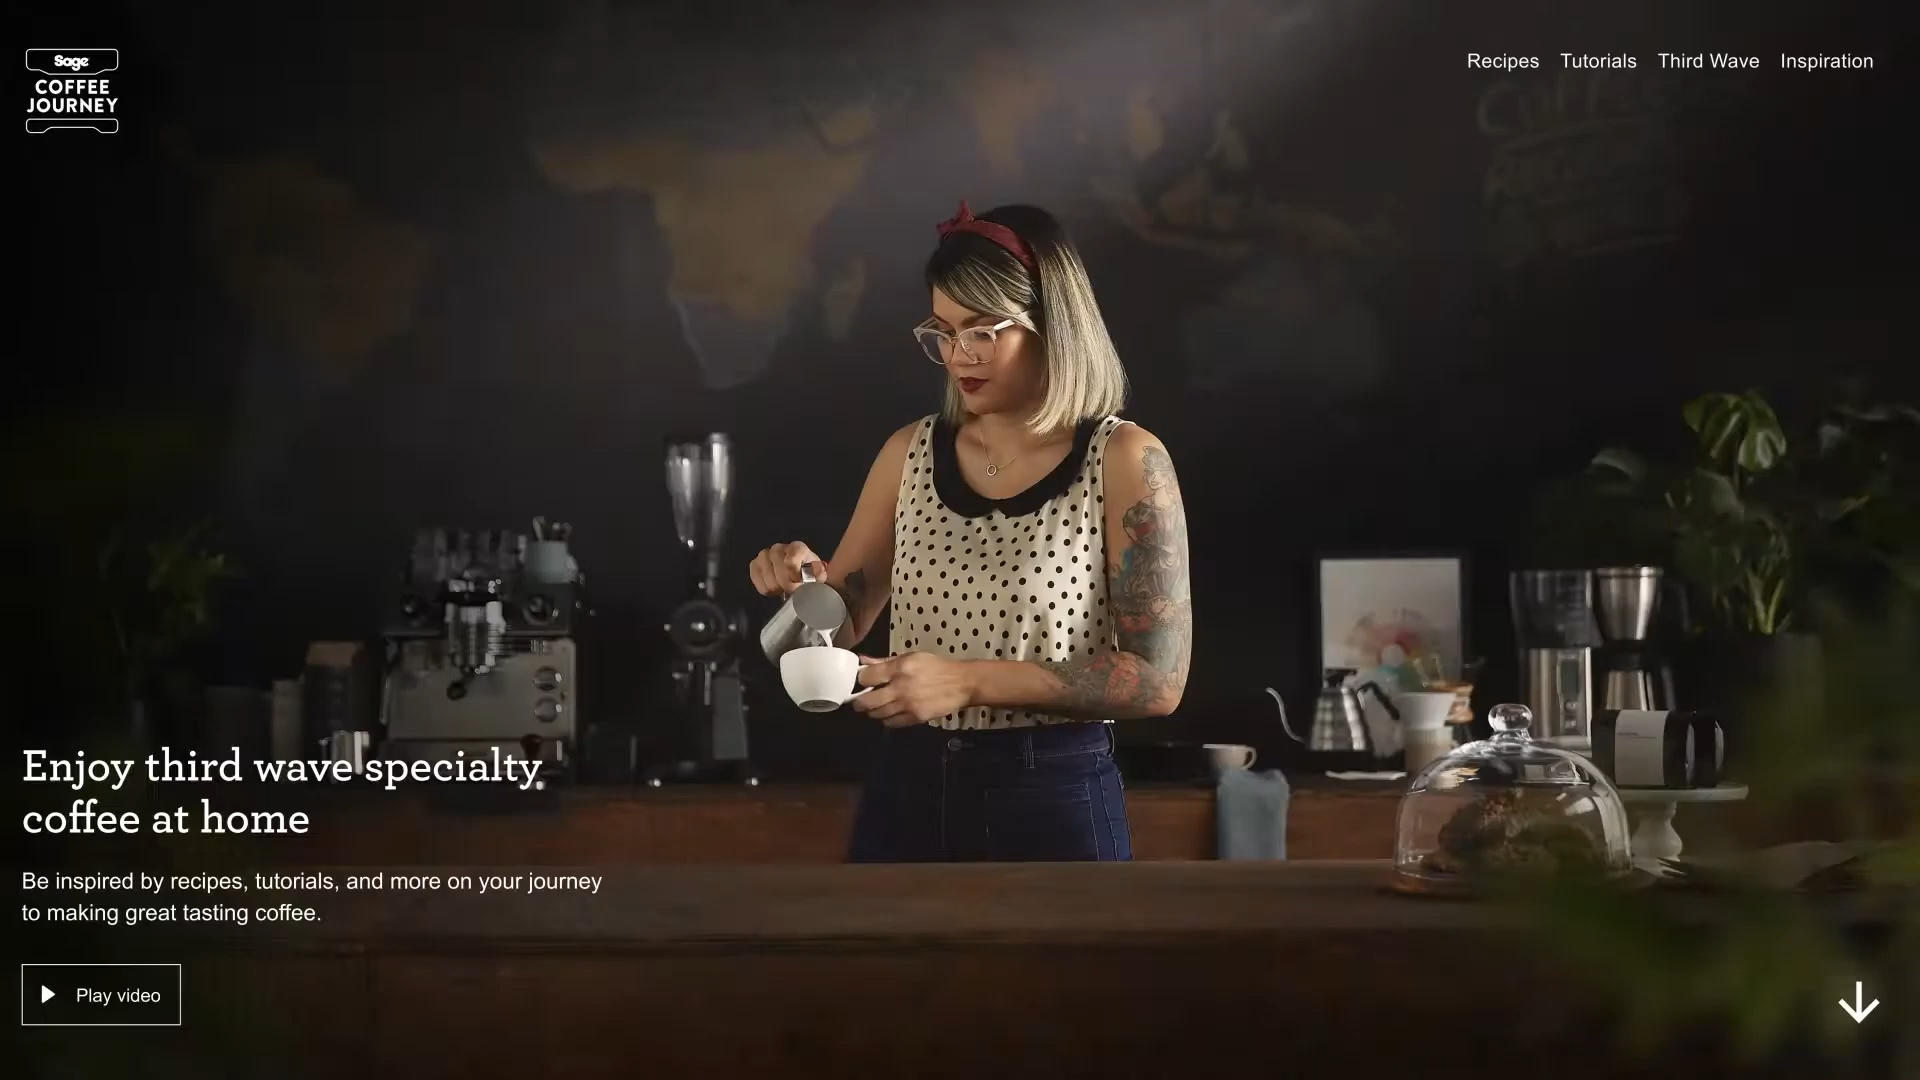 Sage
COFFEE
JOURNEY
Recipes Tutorials Third Wave Inspiration
Enjoy third wave specialty
coffee at home
Be inspired by recipes, tutorials, and more on your journey
to making great tasting coffee.
Play video